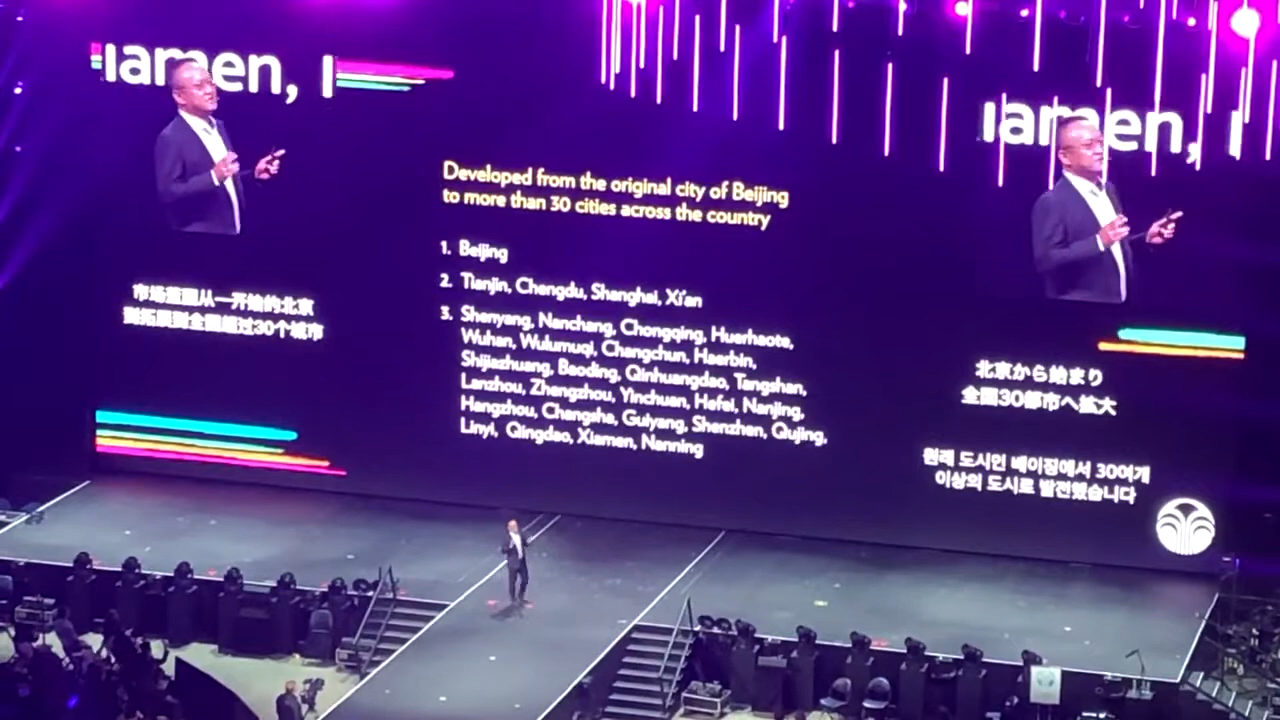 iamen, I
iamen, I
Developed from the original city of Beijing
to more than 30 cities across the country
1. Beijing
2. Tianjin, Chengdu, Shanghai, Xi'an
3. Shenyang, Nanchang, Chongqing, Huerhaote,
Wuhan, Wulumuqi, Changchun, Haerbin,
Shijiazhuang, Baoding, Qinhuangdao, Tangshan,
Lanzhou, Zhengzhou, Yinchuan, Hefei, Nanjing,
Hangzhou, Changsha, Guiyang, Shenzhen, Qujing,
Linyi, Qingdao, Xiamen, Nanning
市场蓝图从一开始的北京
到拓展到全国超过30个城市
北京から始まり
全国30都市へ拡大
원래 도시인 베이징에서 30여개
이상의 도시로 발전했습니다